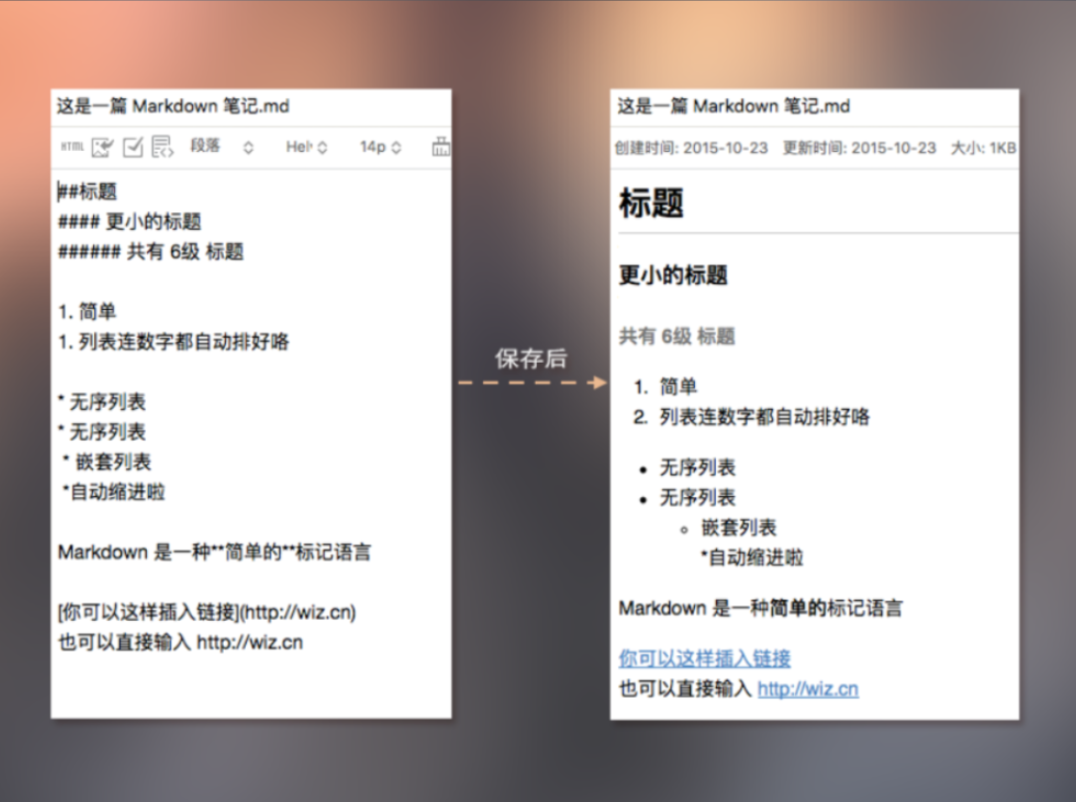 这是一篇 Markdown 笔记.md
HTML 段落 Hel 14p
##标题
#### 更小的标题
###### 共有 6级 标题
1. 简单
1. 列表连数字都自动排好咯
* 无序列表
* 无序列表
* 嵌套列表
*自动缩进啦
Markdown 是一种**简单的**标记语言
[你可以这样插入链接](http://wiz.cn)
也可以直接输入 http://wiz.cn
保存后
这是一篇 Markdown 笔记.md
创建时间: 2015-10-23 更新时间: 2015-10-23 大小: 1KB
标题
更小的标题
共有 6级 标题
1. 简单
2. 列表连数字都自动排好咯
• 无序列表
• 无序列表
◦ 嵌套列表
*自动缩进啦
Markdown 是一种简单的标记语言
你可以这样插入链接
也可以直接输入 http://wiz.cn